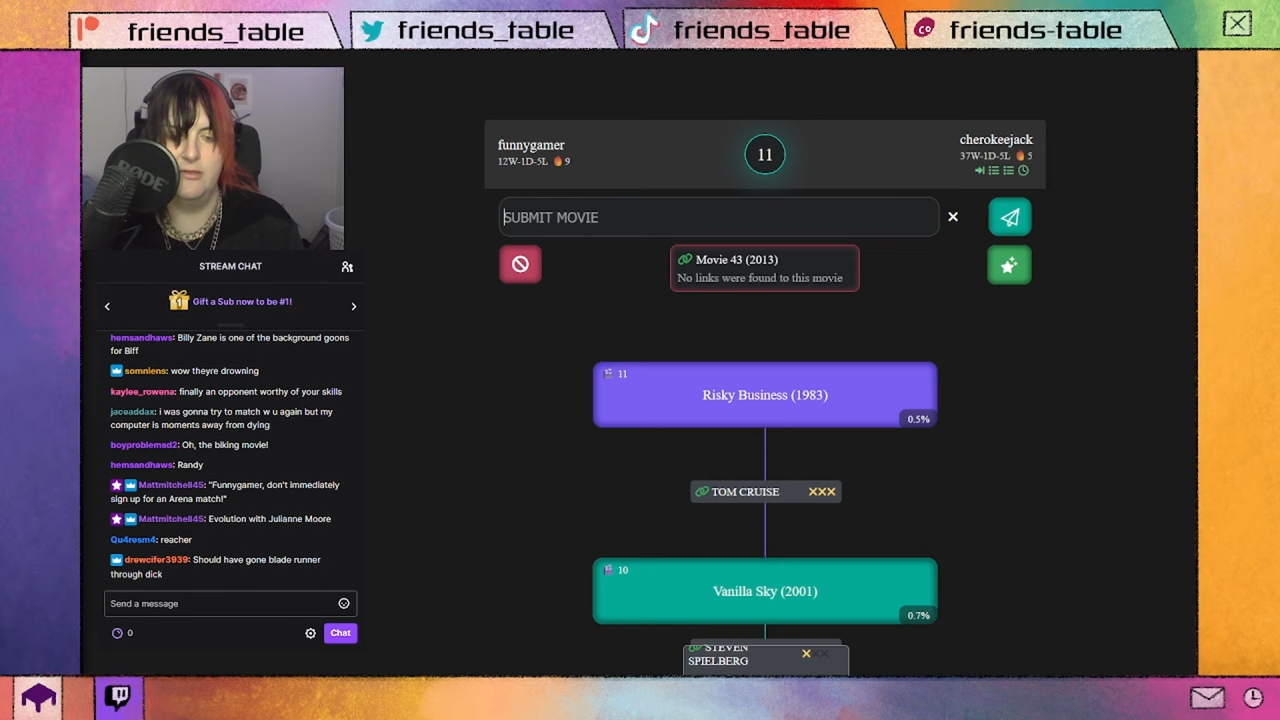 friends_table
friends_table
friends_table
friends-table
RØDE
STREAM CHAT
1
Gift a Sub now to be #1!
hemsandhaws: Billy Zane is one of the background goons
for Biff
somniens: wow theyre drowning
kaylee_rowena: finally an opponent worthy of your skills
jaceaddax: i was gonna try to match w u again but my
computer is moments away from dying
boyproblemsd2: Oh, the biking movie!
hemsandhaws: Randy
Mattmitchell45: "Funnygamer, don't immediately
sign up for an Arena match!"
Mattmitchell45: Evolution with Julianne Moore
Qu4resm4: reacher
drewcifer3939: Should have gone blade runner
through dick
Send a message
0
Chat
funnygamer
12W-1D-5L 9
11
cherokeejack
37W-1D-5L 5
SUBMIT MOVIE
Movie 43 (2013)
No links were found to this movie
11
Risky Business (1983)
0.5%
TOM CRUISE XXX
10
Vanilla Sky (2001)
0.7%
STEVEN
SPIELBERG XXX